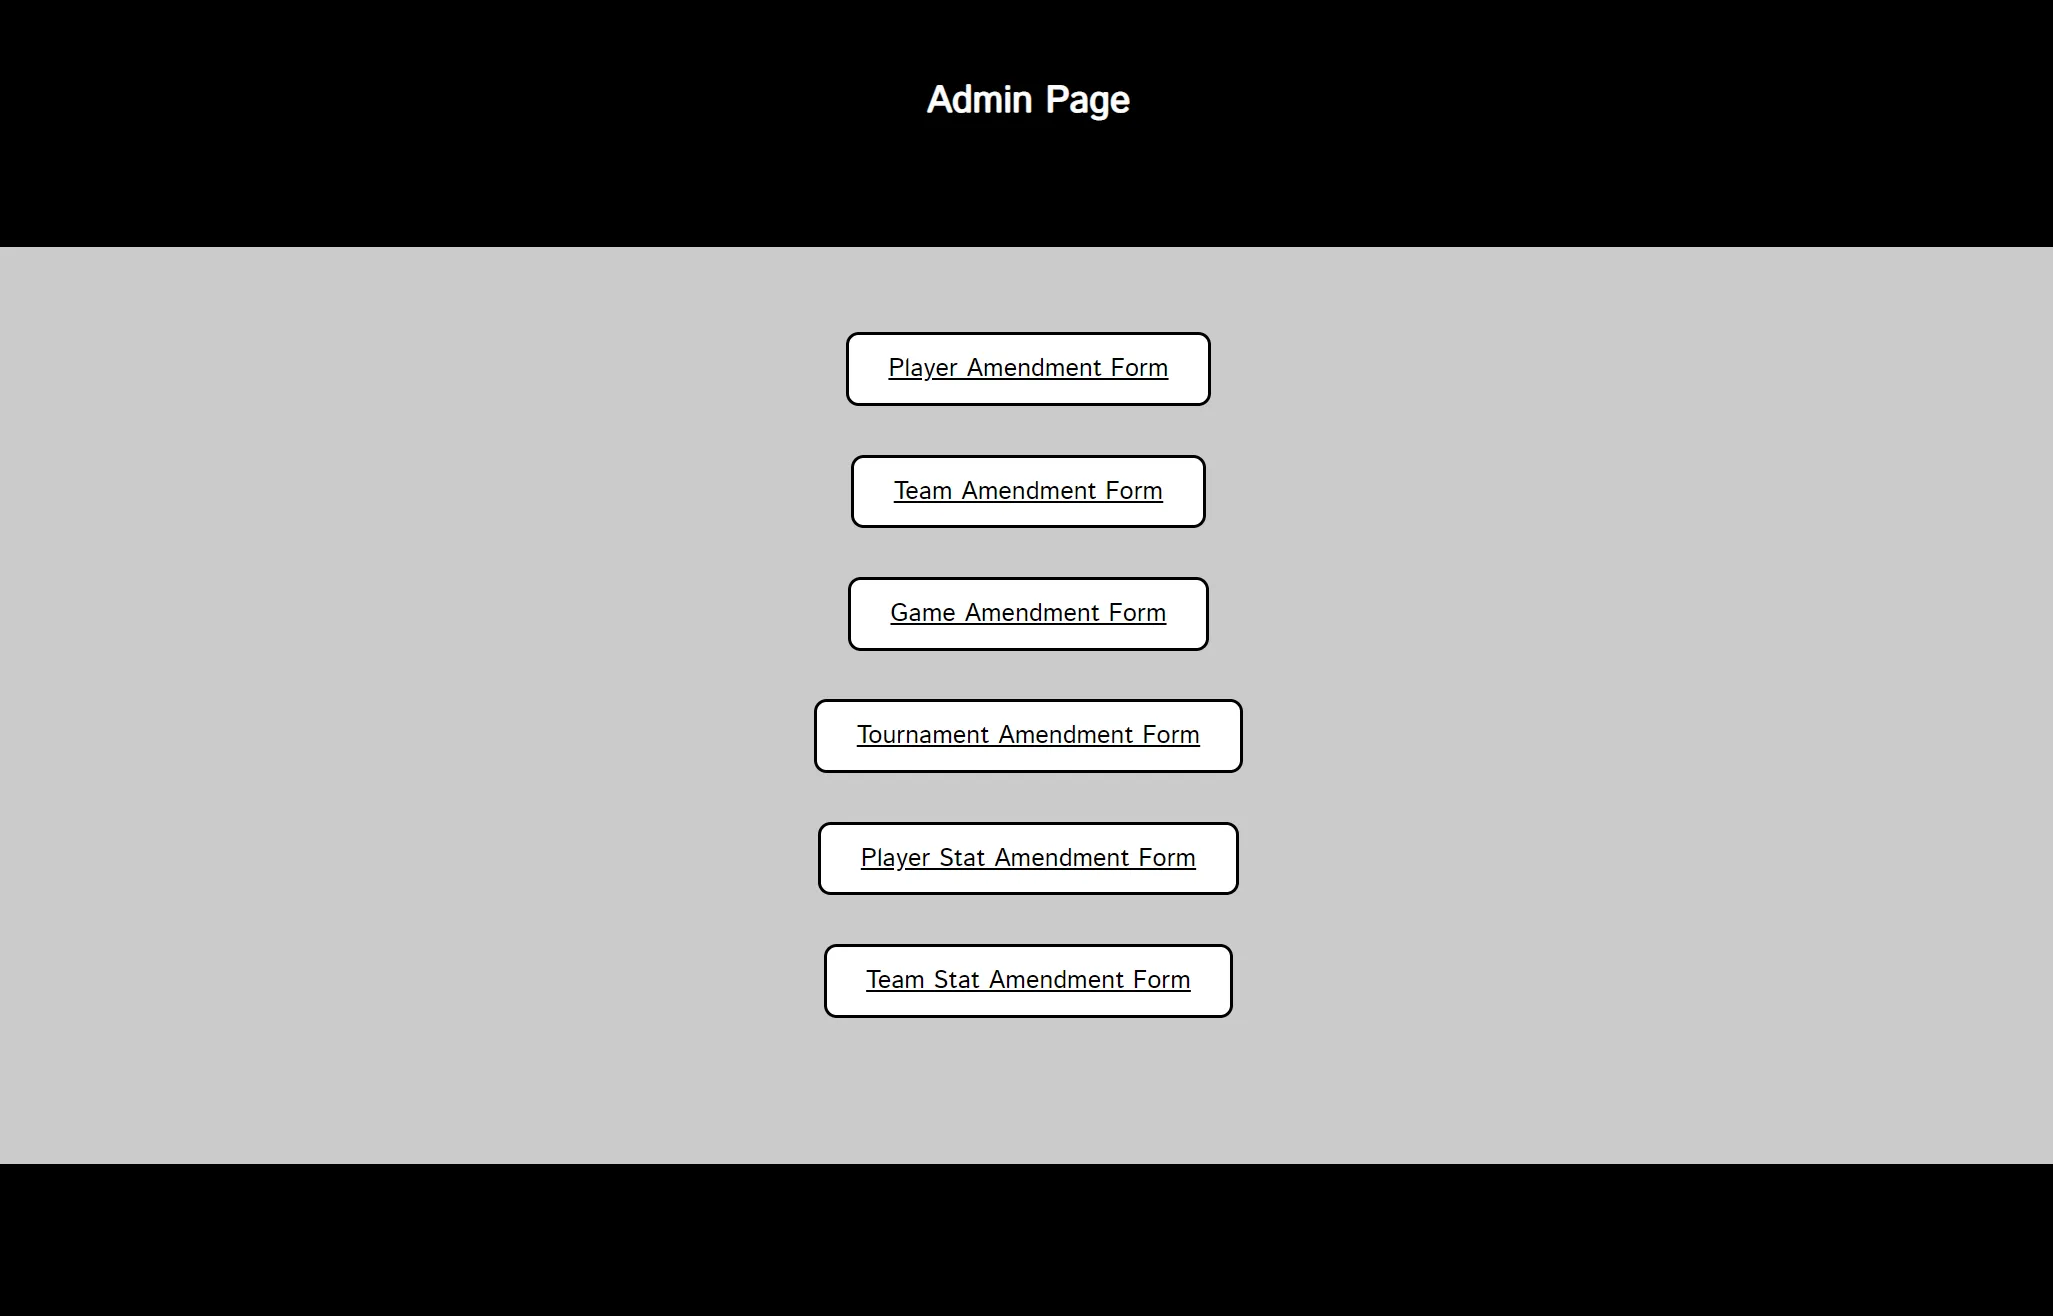 Admin Page
Player Amendment Form
Team Amendment Form
Game Amendment Form
Tournament Amendment Form
Player Stat Amendment Form
Team Stat Amendment Form